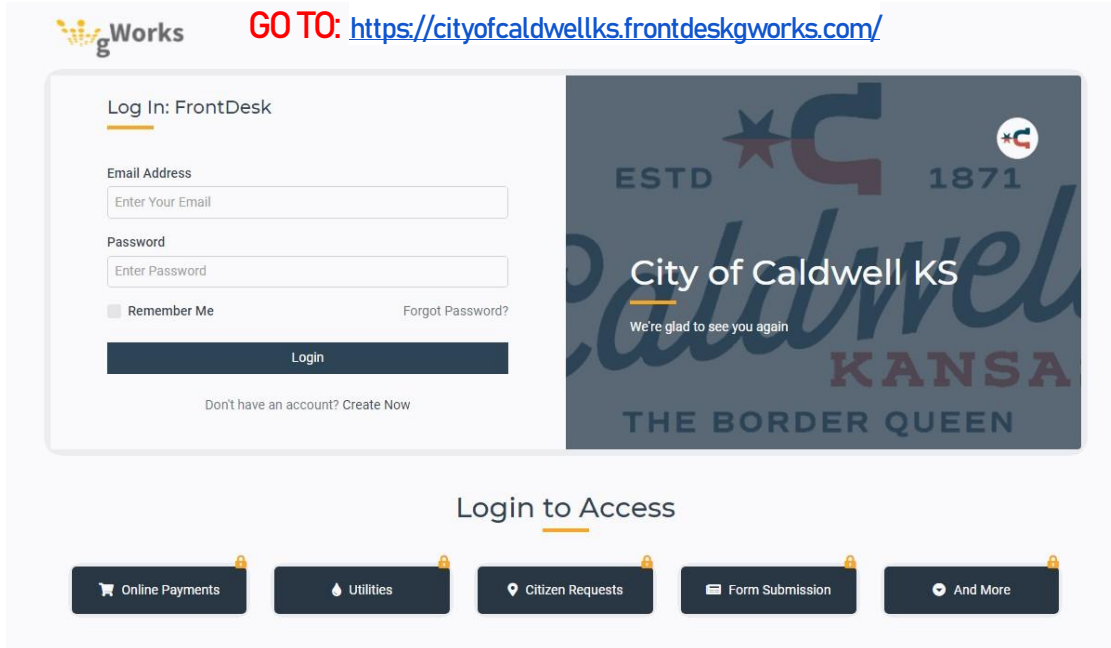 gWorks
GO TO: https://cityofcaldwellks.frontdeskgworks.com/
Log In: FrontDesk
Email Address
Enter Your Email
Password
Enter Password
Remember Me
Forgot Password?
Login
Don't have an account? Create Now
C
ESTD
C
1871
Caldwell
City of Caldwell KS
We're glad to see you again
KANSA
THE BORDER QUEEN
Login to Access
Online Payments
Utilities
Citizen Requests
Form Submission
And More